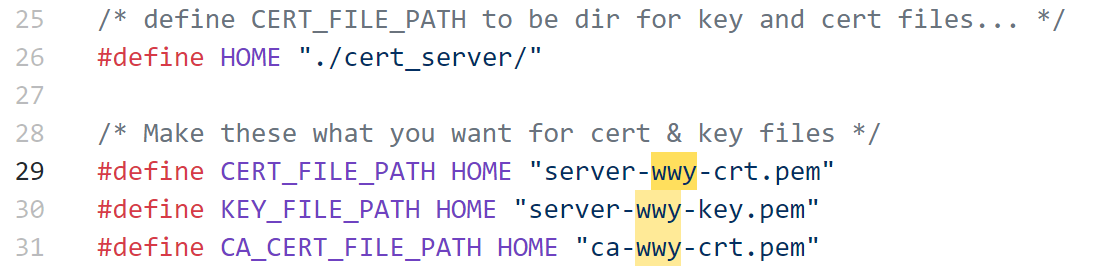 25 /* define CERT_FILE_PATH to be dir for key and cert files... */
26 #define HOME "./cert_server/"
27
28 /* Make these what you want for cert & key files */
29 #define CERT_FILE_PATH HOME "server-wwy-crt.pem"
30 #define KEY_FILE_PATH HOME "server-wwy-key.pem"
31 #define CA_CERT_FILE_PATH HOME "ca-wwy-crt.pem"